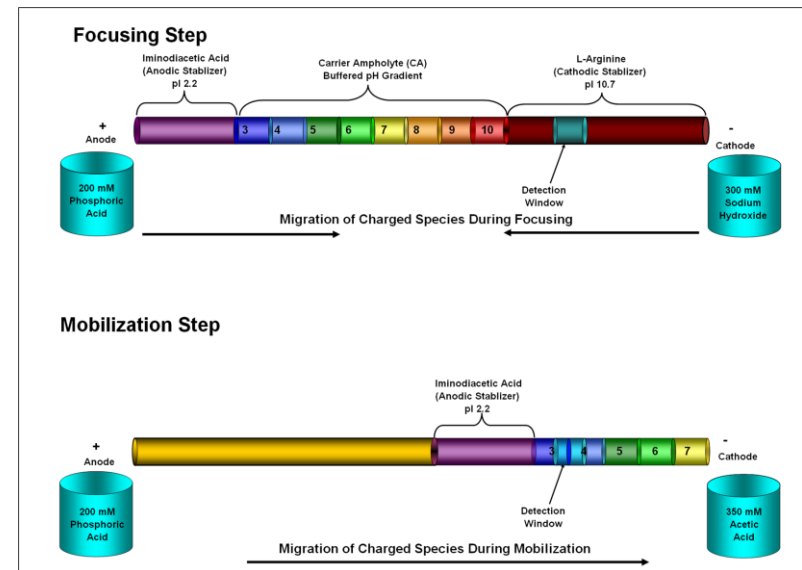 Focusing Step
Iminodiacetic Acid
(Anodic Stablizer)
pI 2.2
Carrier Ampholyte (CA)
Buffered pH Gradient
L-Arginine
(Cathodic Stablizer)
pI 10.7
+
Anode
3 4 5 6 7 8 9 10
-
Cathode
200 mM
Phosphoric
Acid
Detection
Window
300 mM
Sodium
Hydroxide
Migration of Charged Species During Focusing
Mobilization Step
Iminodiacetic Acid
(Anodic Stablizer)
pI 2.2
+
Anode
3 4 5 6 7
-
Cathode
200 mM
Phosphoric
Acid
Detection
Window
350 mM
Acetic
Acid
Migration of Charged Species During Mobilization